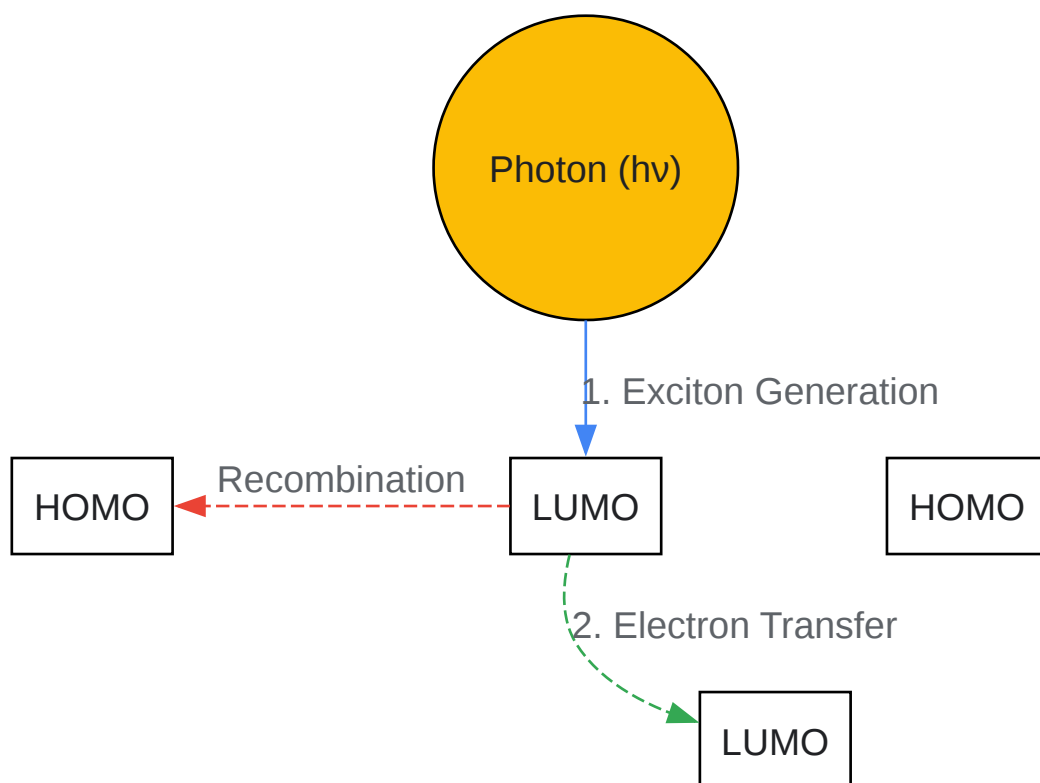 Photon (hν)
1. Exciton Generation
Recombination
HOMO
LUMO
HOMO
2. Electron Transfer
LUMO